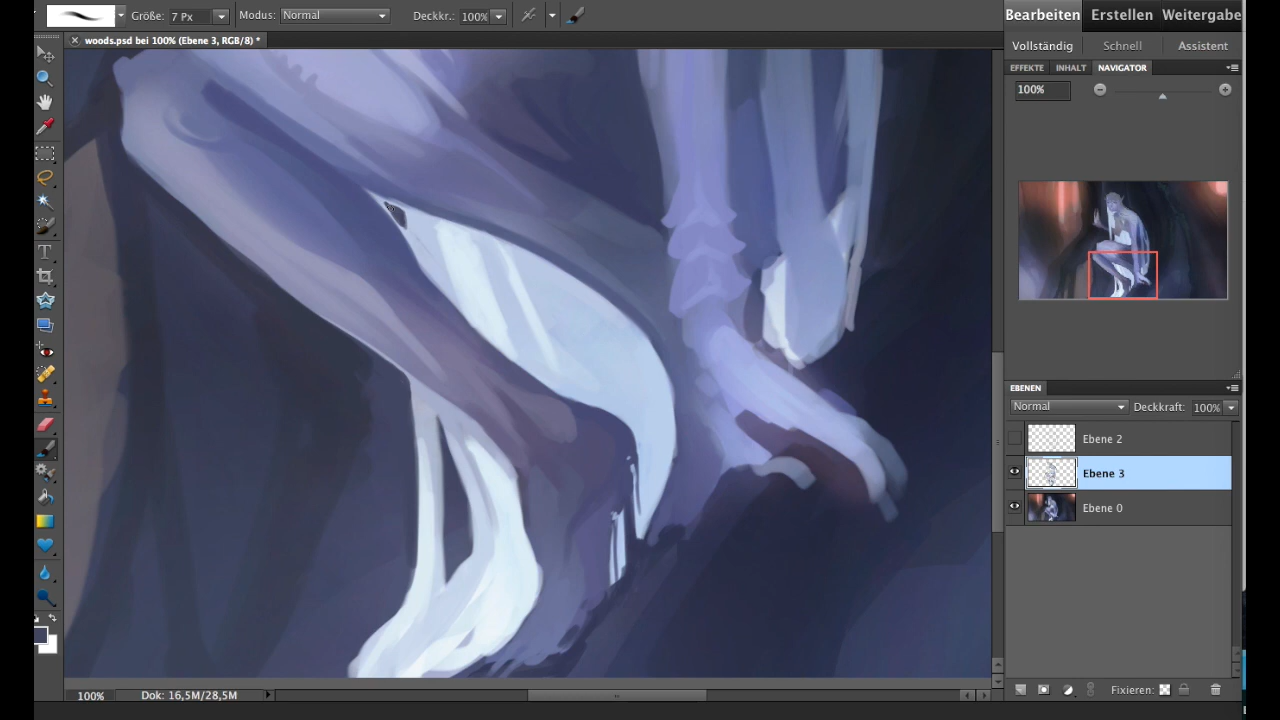 Größe: 7 Px Modus: Normal Deckkr.: 100% Bearbeiten Erstellen Weitergabe
woods.psd bei 100% (Ebene 3, RGB/8) *
Vollständig Schnell Assistent
EFFEKTE INHALT NAVIGATOR
100%
EBENEN
Normal Deckkraft: 100%
Ebene 2
Ebene 3
Ebene 0
Fixieren:
100% Dok: 16,5M/28,5M